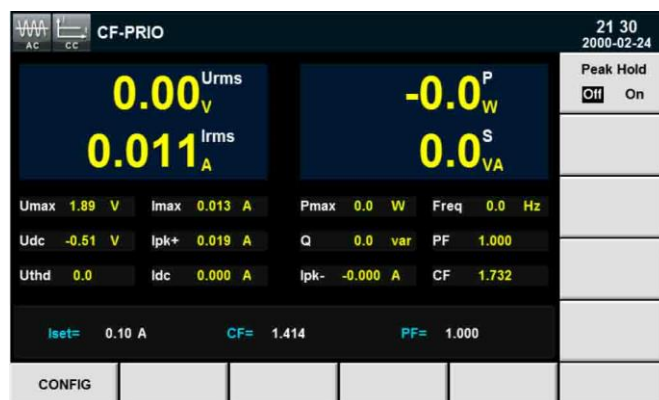 AC CC CF-PRIO 21 30
2000-02-24
0.00 Urms V -0.0 P W Peak Hold
Off On
0.011 Irms A 0.0 S VA
Umax 1.89 V Imax 0.013 A Pmax 0.0 W Freq 0.0 Hz
Udc -0.51 V Ipk+ 0.019 A Q 0.0 var PF 1.000
Uthd 0.0 Idc 0.000 A Ipk- -0.000 A CF 1.732
Iset= 0.10 A CF= 1.414 PF= 1.000
CONFIG